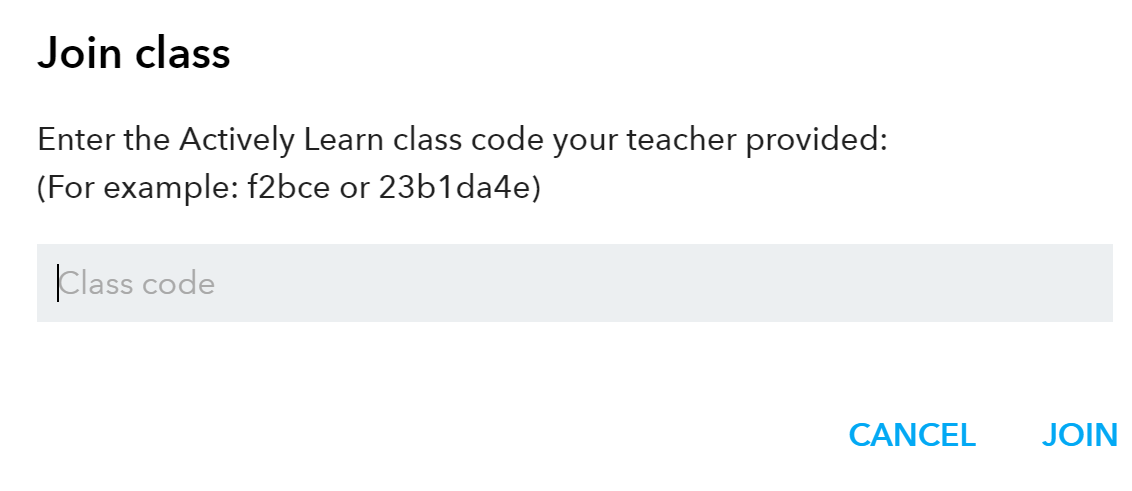 Join class
Enter the Actively Learn class code your teacher provided:
(For example: f2bce or 23b1da4e)
Class code
CANCEL JOIN